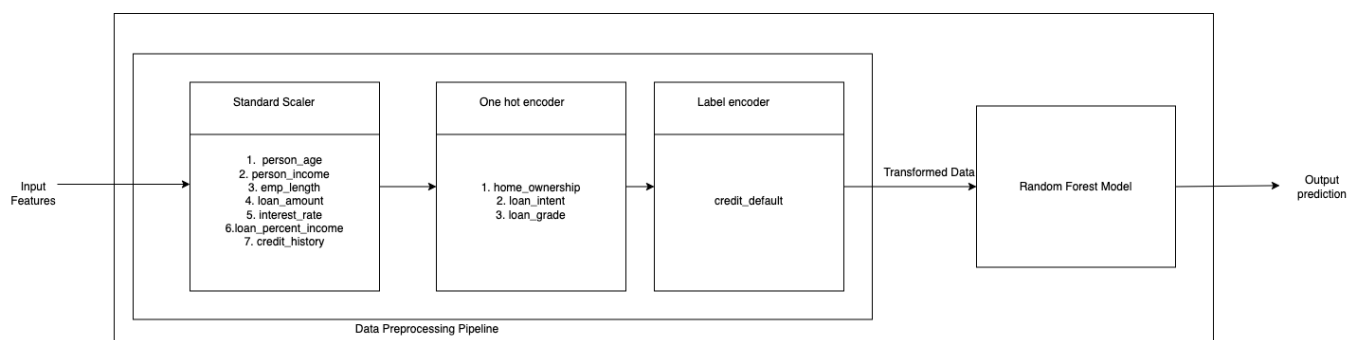 Input
Features
Standard Scaler
1. person_age
2. person_income
3. emp_length
4. loan_amount
5. interest_rate
6.loan_percent_income
7. credit_history
One hot encoder
1. home_ownership
2. loan_intent
3. loan_grade
Label encoder
credit_default
Data Preprocessing Pipeline
Transformed Data
Random Forest Model
Output
prediction